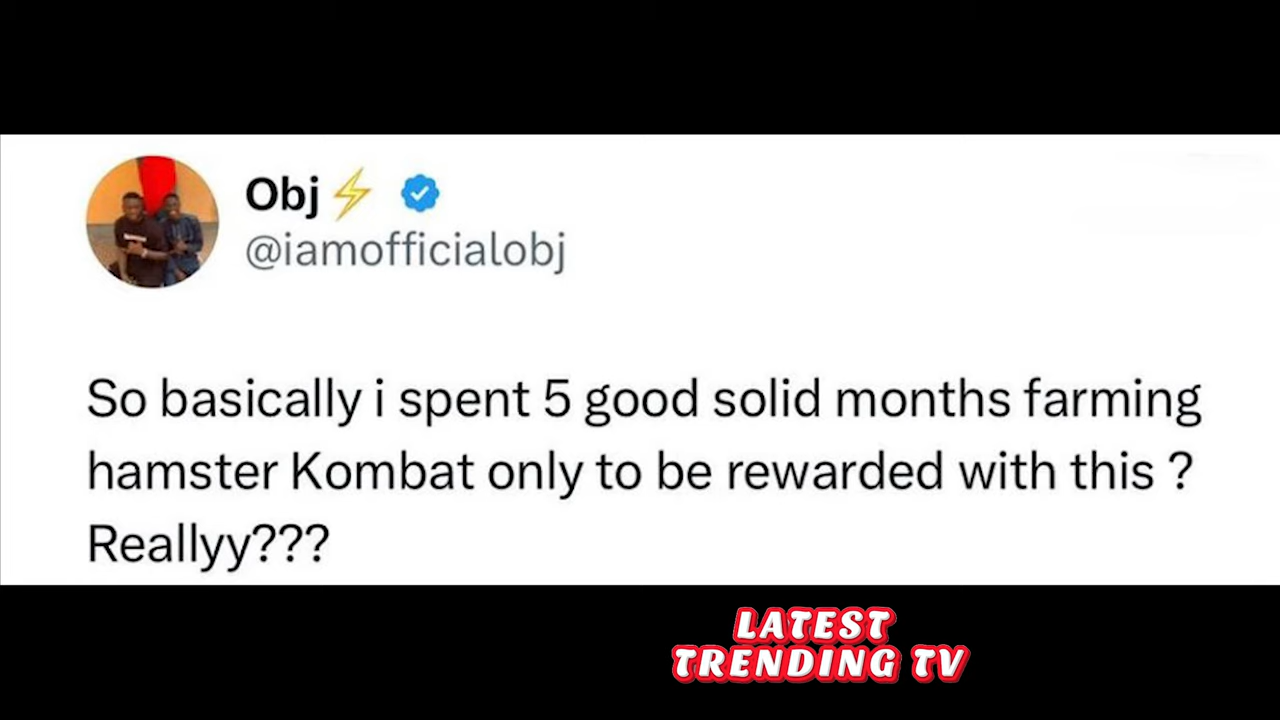 Obj⚡
@iamofficialobj
So basically i spent 5 good solid months farming
hamster Kombat only to be rewarded with this ?
Reallyy???
LATEST
TRENDING TV